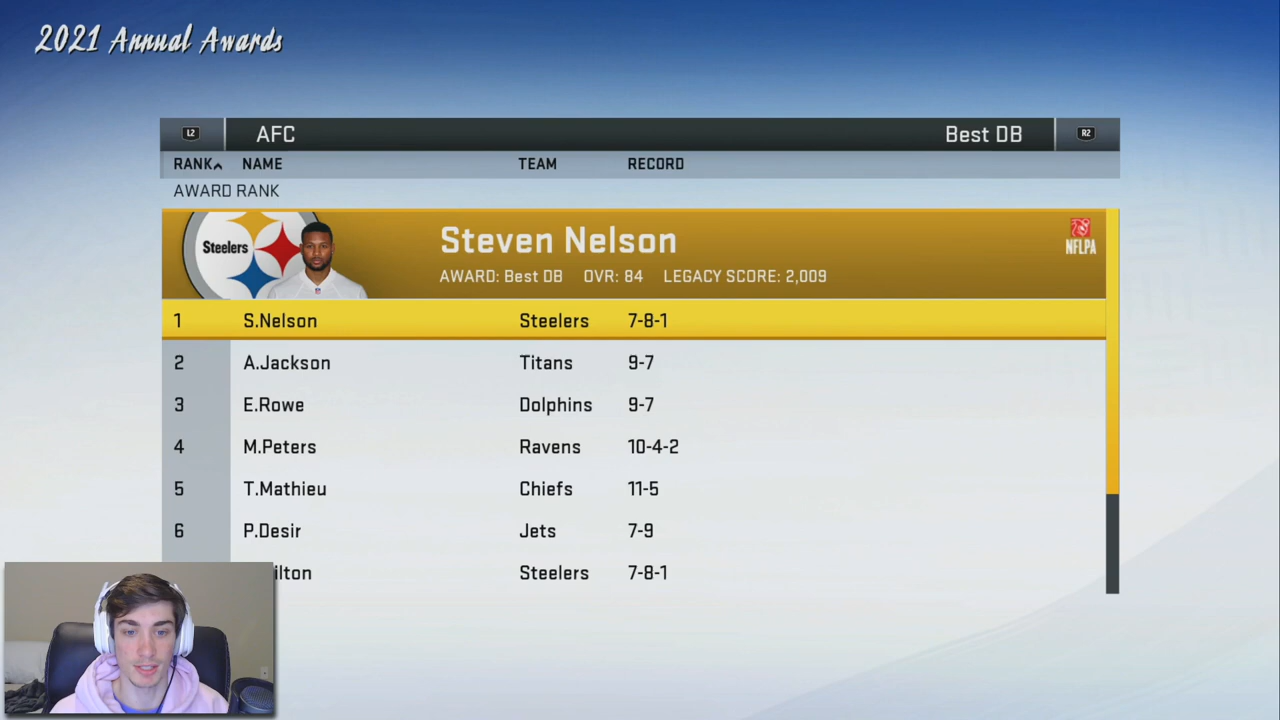 2021 Annual Awards
L2 AFC Best DB R2
RANK NAME TEAM RECORD
AWARD RANK
Steelers
Steven Nelson
NFLPA
AWARD: Best DB OVR: 84 LEGACY SCORE: 2,009
1 S.Nelson Steelers 7-8-1
2 A.Jackson Titans 9-7
3 E.Rowe Dolphins 9-7
4 M.Peters Ravens 10-4-2
5 T.Mathieu Chiefs 11-5
6 P.Desir Jets 7-9
Steelers 7-8-1